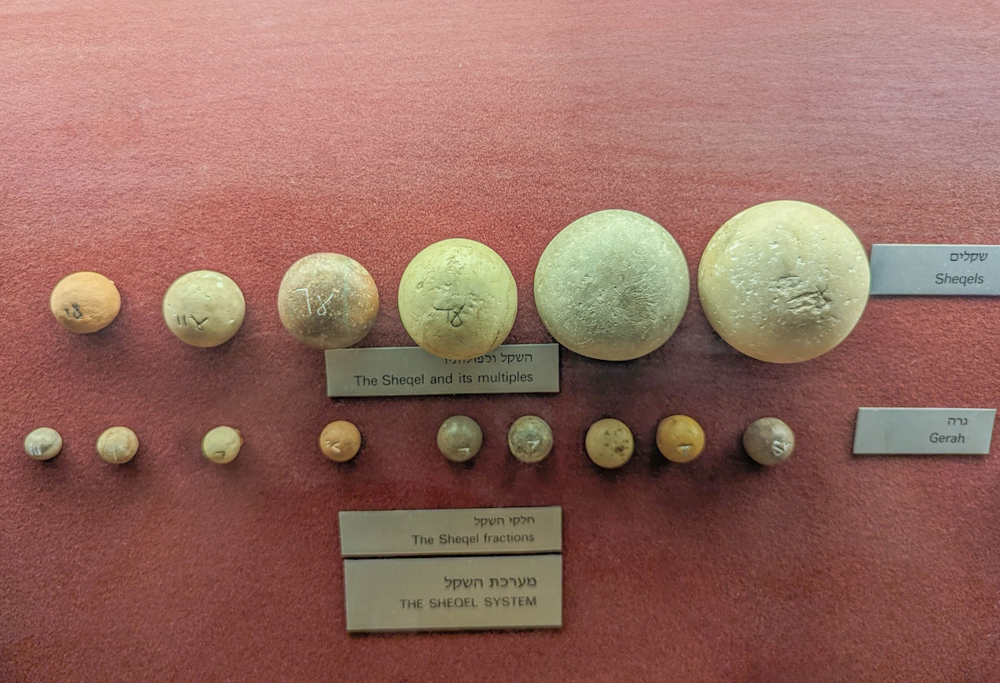 שקלים
Sheqels
השקל וכפולותיו
The Sheqel and its multiples
גרה
Gerah
חלקי השקל
The Sheqel fractions
מערכת השקל
THE SHEQEL SYSTEM